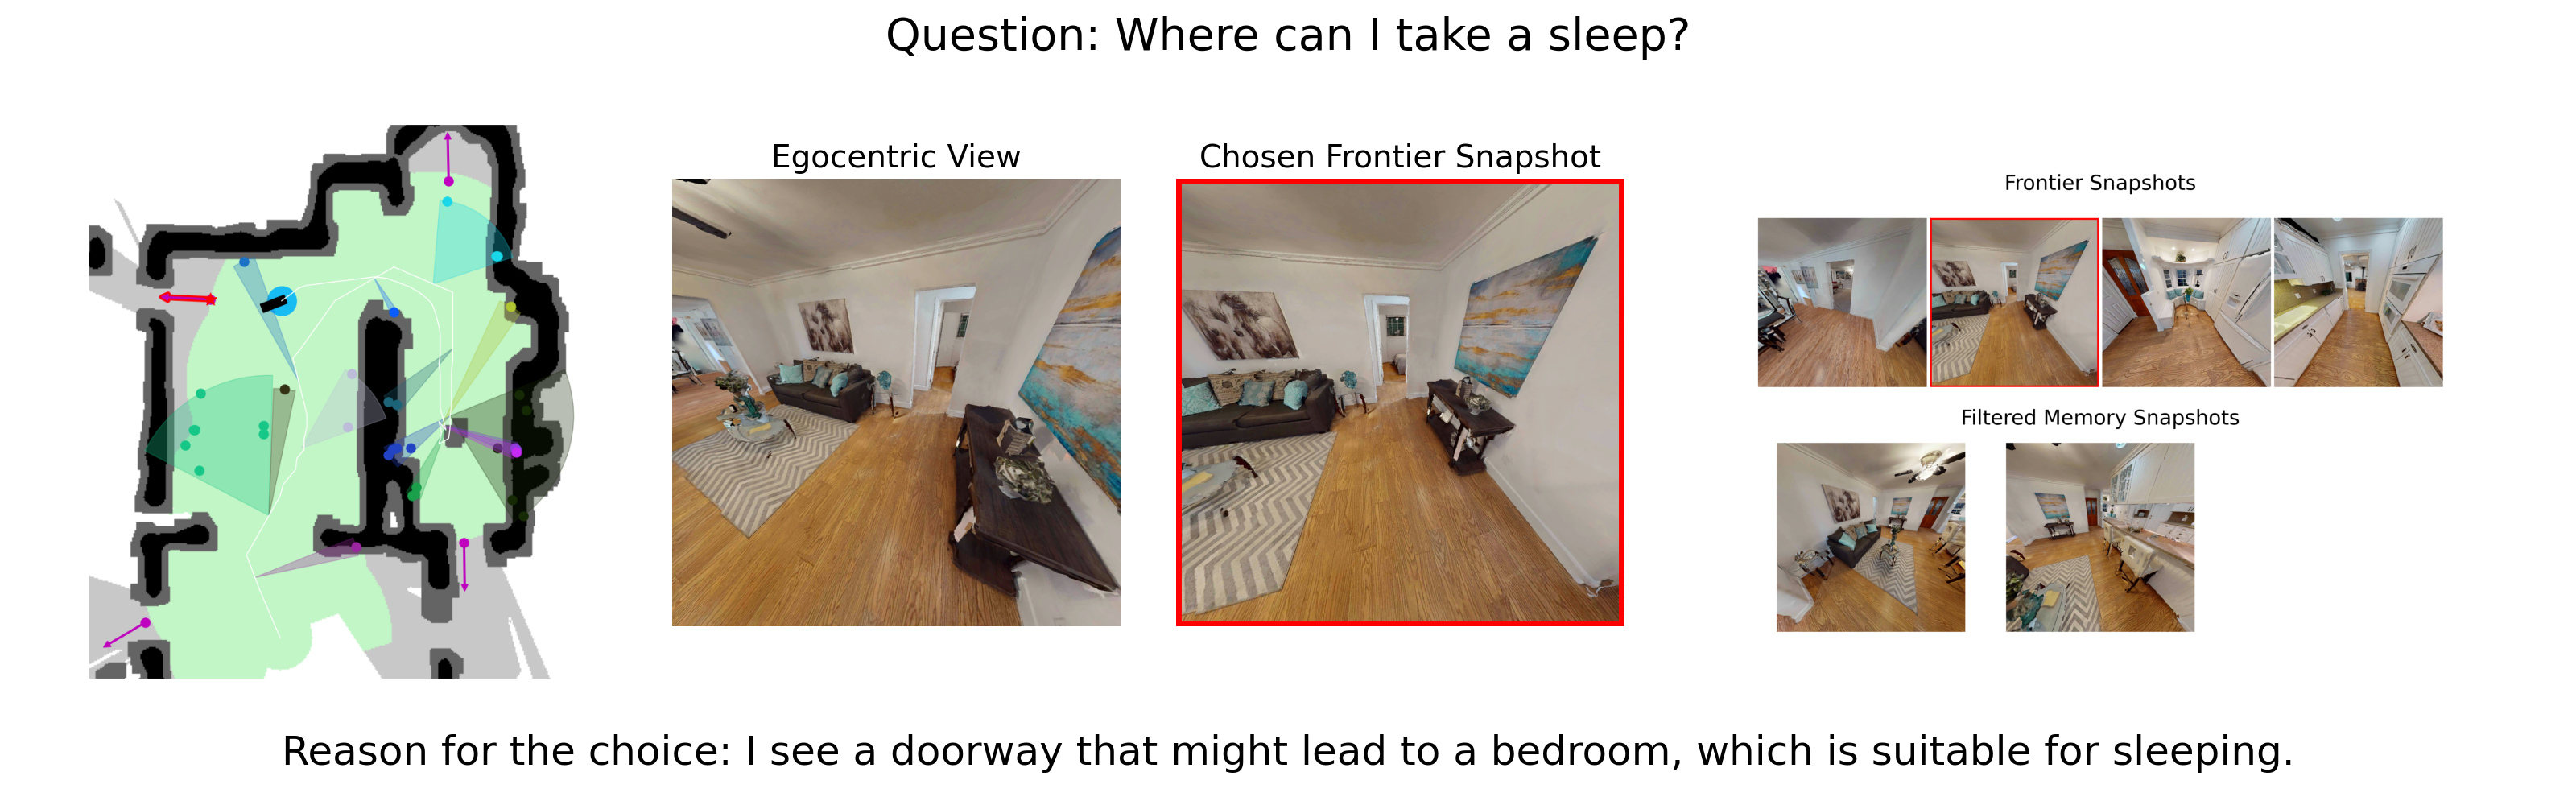 Question: Where can I take a sleep?
Egocentric View
Chosen Frontier Snapshot
Frontier Snapshots
Filtered Memory Snapshots
Reason for the choice: I see a doorway that might lead to a bedroom, which is suitable for sleeping.